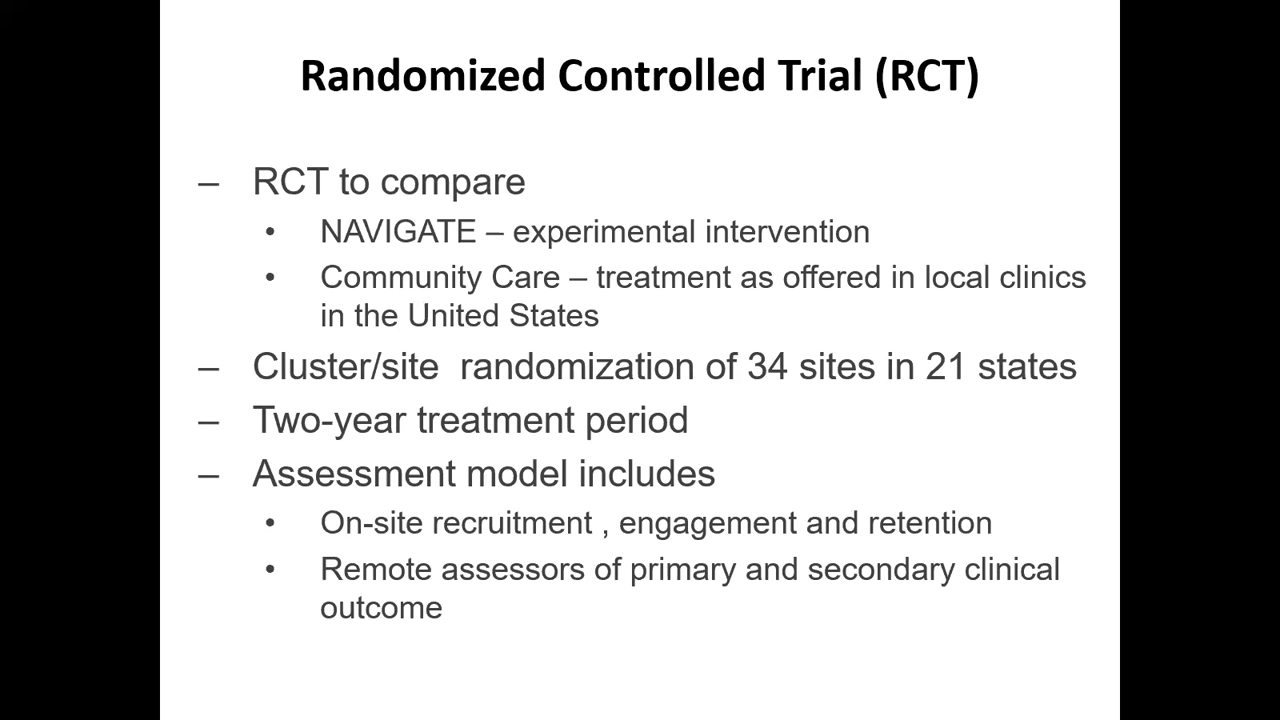 Randomized Controlled Trial (RCT)
– RCT to compare
• NAVIGATE – experimental intervention
• Community Care – treatment as offered in local clinics
in the United States
– Cluster/site  randomization of 34 sites in 21 states
– Two-year treatment period
– Assessment model includes
• On-site recruitment , engagement and retention
• Remote assessors of primary and secondary clinical
outcome